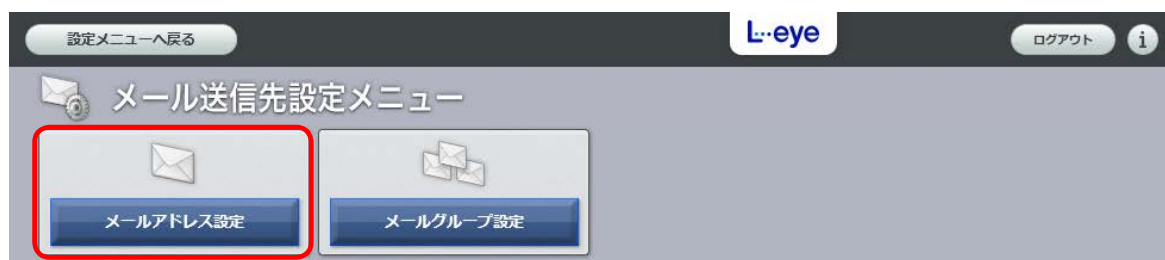 設定メニューへ戻る
L-eye
ログアウト
i
メール送信先設定メニュー
メールアドレス設定
メールグループ設定